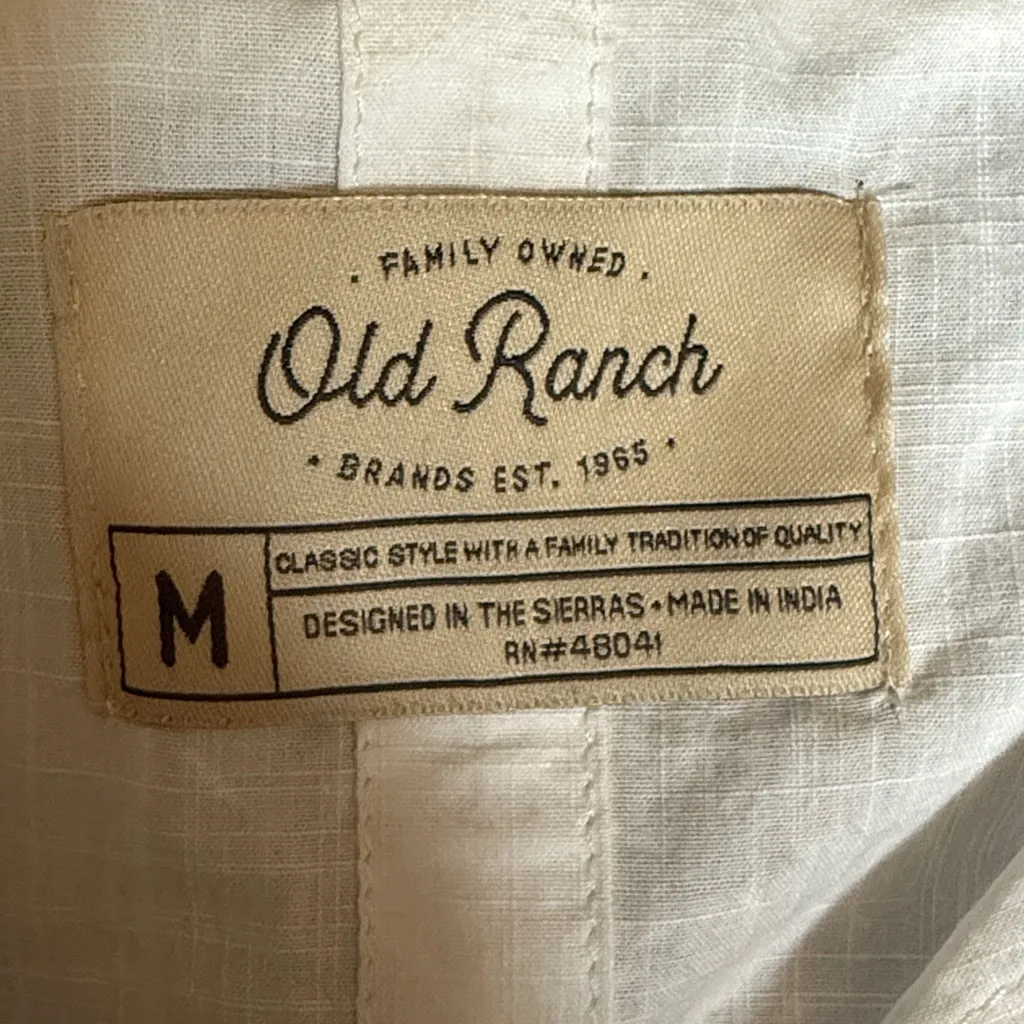 . FAMILY OWNED .
Old Ranch
• BRANDS EST. 1965 •
M
CLASSIC STYLE WITH A FAMILY TRADITION OF QUALITY
DESIGNED IN THE SIERRAS • MADE IN INDIA
RN#48041